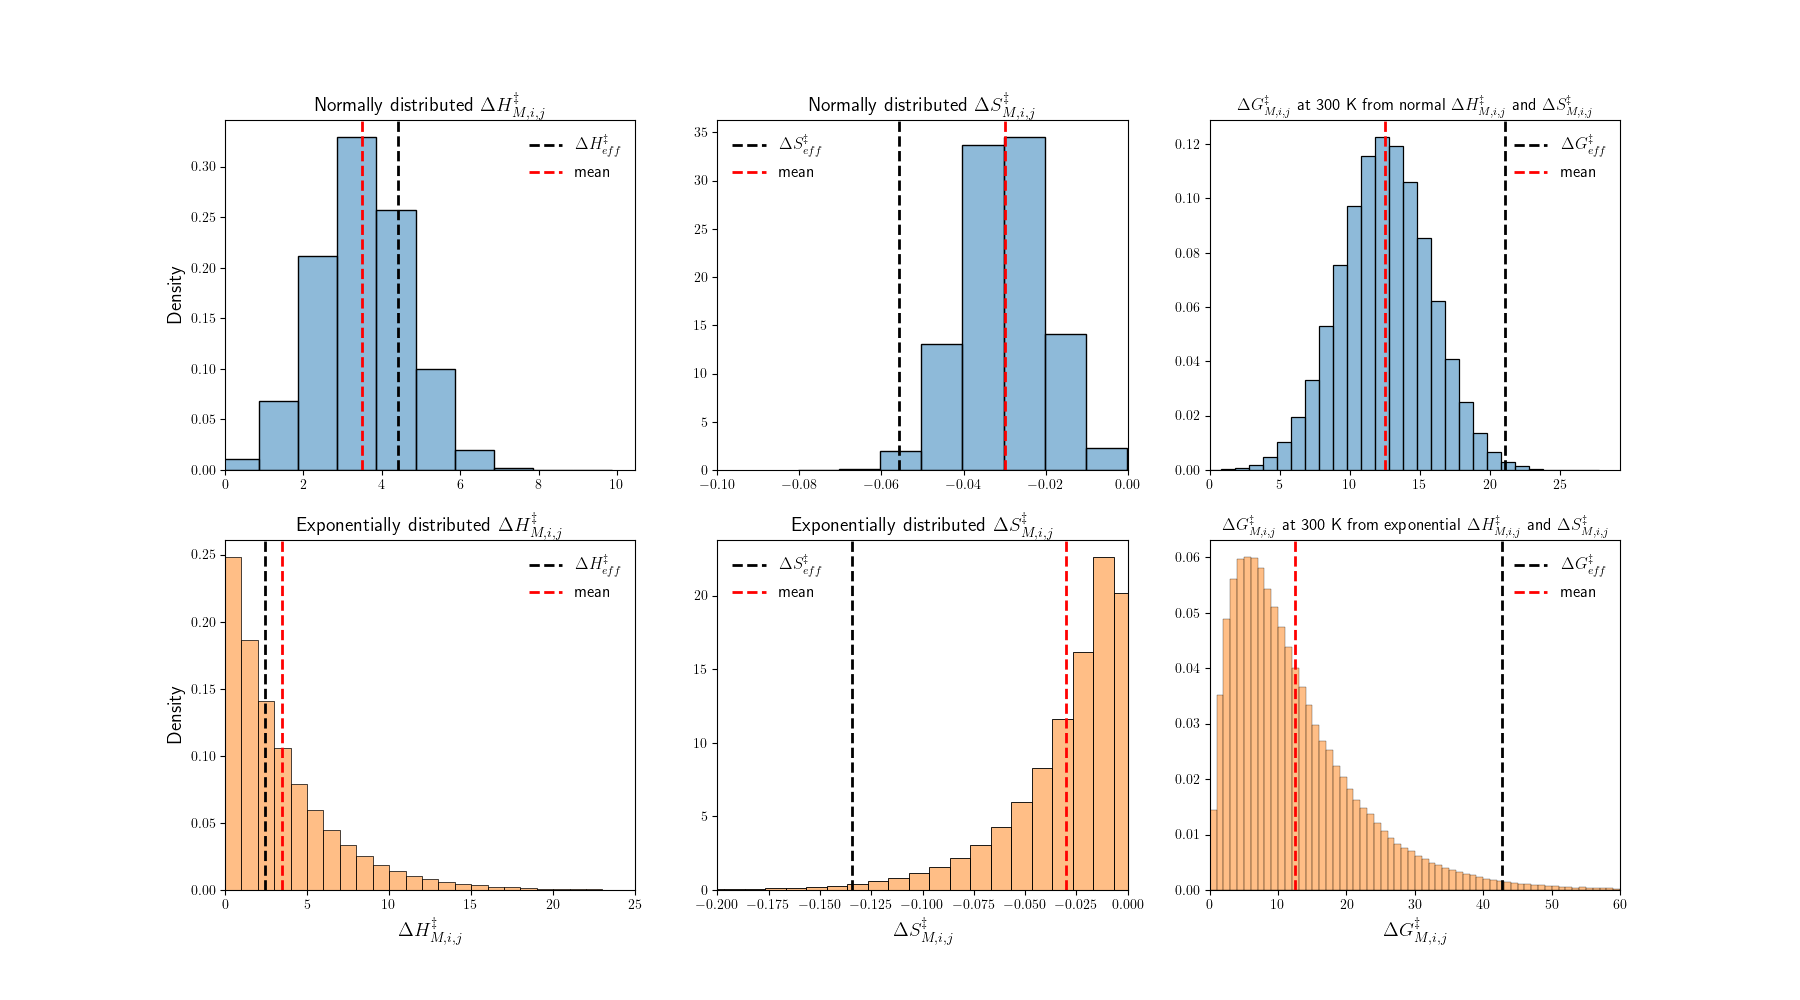 Normally distributed ΔH‡M,i,j
Normally distributed ΔS‡M,i,j
ΔG‡M,i,j at 300 K from normal ΔH‡M,i,j and ΔS‡M,i,j
Density
0.00
0.05
0.10
0.15
0.20
0.25
0.30
0 2 4 6 8 10
ΔH‡eff
mean
0
5
10
15
20
25
30
35
−0.10 −0.08 −0.06 −0.04 −0.02 0.00
ΔS‡eff
mean
0.00
0.02
0.04
0.06
0.08
0.10
0.12
0 5 10 15 20 25
ΔG‡eff
mean
Exponentially distributed ΔH‡M,i,j
Exponentially distributed ΔS‡M,i,j
ΔG‡M,i,j at 300 K from exponential ΔH‡M,i,j and ΔS‡M,i,j
Density
0.00
0.05
0.10
0.15
0.20
0.25
0 5 10 15 20 25
ΔH‡eff
mean
ΔH‡M,i,j
0
5
10
15
20
−0.200 −0.175 −0.150 −0.125 −0.100 −0.075 −0.050 −0.025 0.000
ΔS‡eff
mean
ΔS‡M,i,j
0.00
0.01
0.02
0.03
0.04
0.05
0.06
0 10 20 30 40 50 60
ΔG‡eff
mean
ΔG‡M,i,j